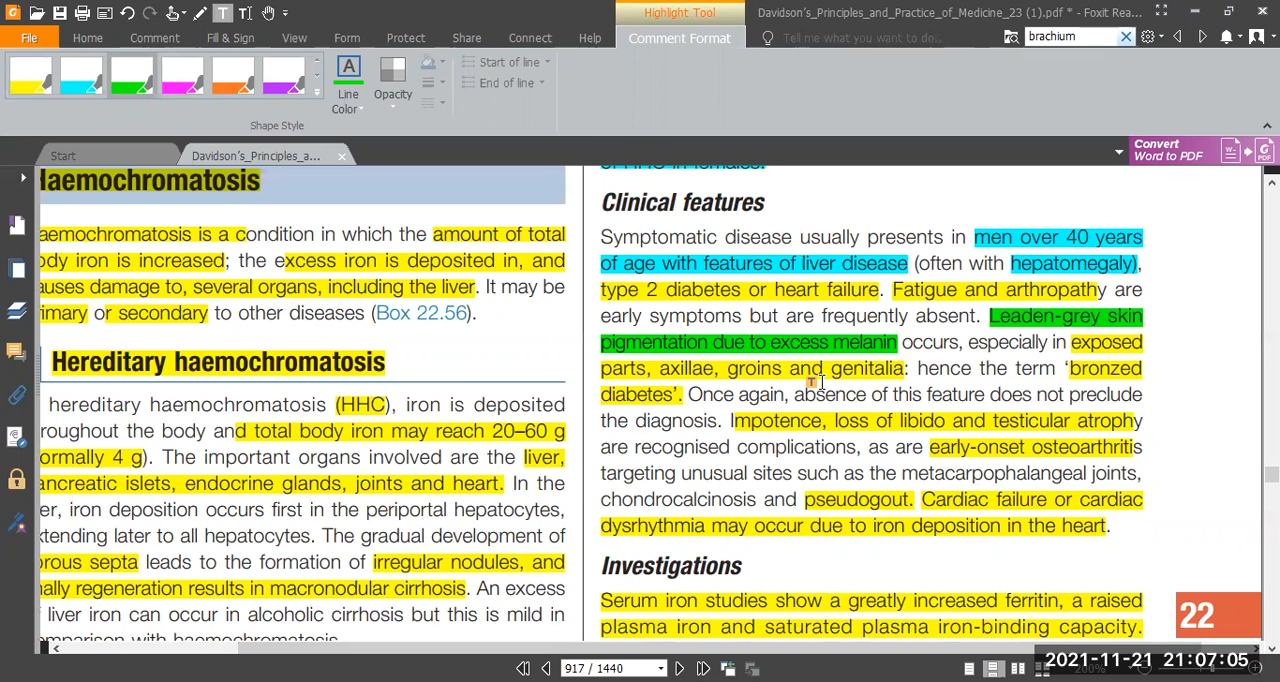 Highlight Tool
Davidson's_Principles_and_Practice_of_Medicine_23 (1).pdf * - Foxit Rea...
File
Home
Comment
Fill & Sign
View
Form
Protect
Share
Connect
Help
Comment Format
Tell me what you want to do..
brachium
Line
Color
Opacity
Start of line
End of line
Shape Style
Start
Davidson's_Principles_a...
Convert
Word to PDF
Haemochromatosis
aemochromatosis is a condition in which the amount of total
ody iron is increased; the excess iron is deposited in, and
auses damage to, several organs, including the liver. It may be
rimary or secondary to other diseases (Box 22.56).
Hereditary haemochromatosis
hereditary haemochromatosis (HHC), iron is deposited
roughout the body and total body iron may reach 20–60 g
ormally 4 g). The important organs involved are the liver,
ancreatic islets, endocrine glands, joints and heart. In the
er, iron deposition occurs first in the periportal hepatocytes,
xtending later to all hepatocytes. The gradual development of
brous septa leads to the formation of irregular nodules, and
nally regeneration results in macronodular cirrhosis. An excess
f liver iron can occur in alcoholic cirrhosis but this is mild in
omparison with haemochromatosis.
of HHC in females.
Clinical features
Symptomatic disease usually presents in men over 40 years
of age with features of liver disease (often with hepatomegaly),
type 2 diabetes or heart failure. Fatigue and arthropathy are
early symptoms but are frequently absent. Leaden-grey skin
pigmentation due to excess melanin occurs, especially in exposed
parts, axillae, groins and genitalia: hence the term ‘bronzed
diabetes’. Once again, absence of this feature does not preclude
the diagnosis. Impotence, loss of libido and testicular atrophy
are recognised complications, as are early-onset osteoarthritis
targeting unusual sites such as the metacarpophalangeal joints,
chondrocalcinosis and pseudogout. Cardiac failure or cardiac
dysrhythmia may occur due to iron deposition in the heart.
Investigations
Serum iron studies show a greatly increased ferritin, a raised
plasma iron and saturated plasma iron-binding capacity.
22
917 / 1440
200%
2021-11-21 21:07:05